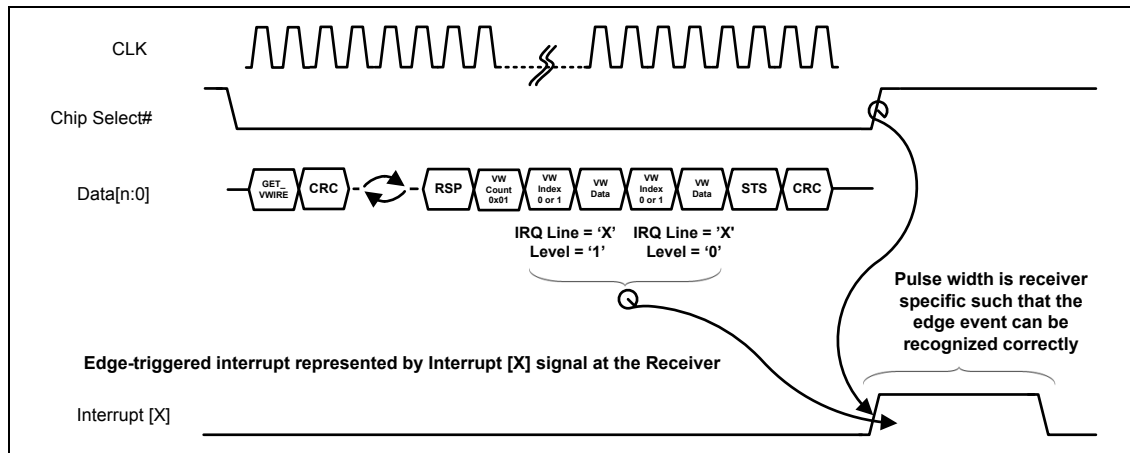 CLK
Chip Select#
Data[n:0]
GET_
VWIRE
CRC
RSP
VW
Count
0x01
VW
Index
0 or 1
VW
Data
VW
Index
0 or 1
VW
Data
STS
CRC
IRQ Line = ‘X’
Level = ‘1’
IRQ Line = ’X'
Level = ‘0’
Pulse width is receiver
specific such that the
edge event can be
recognized correctly
Edge-triggered interrupt represented by Interrupt [X] signal at the Receiver
Interrupt [X]